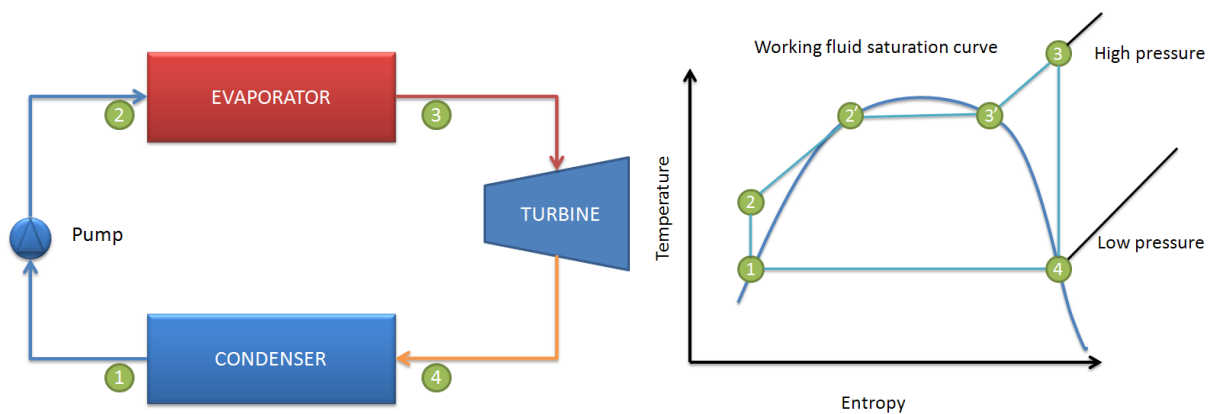 EVAPORATOR
2
3
TURBINE
Pump
CONDENSER
1
4
Working fluid saturation curve
3
High pressure
2'
3'
Temperature
2
Low pressure
1
4
Entropy